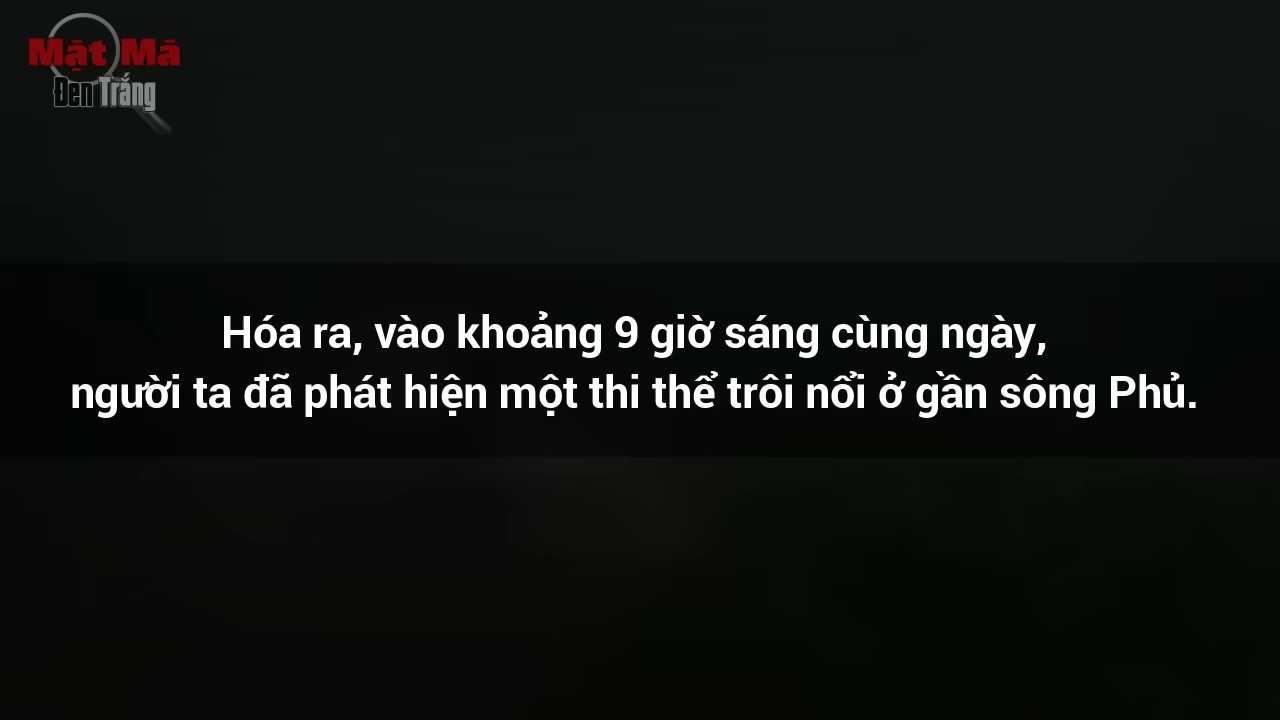 Mật Mã
Đen Trắng
Hóa ra, vào khoảng 9 giờ sáng cùng ngày,
người ta đã phát hiện một thi thể trôi nổi ở gần sông Phủ.